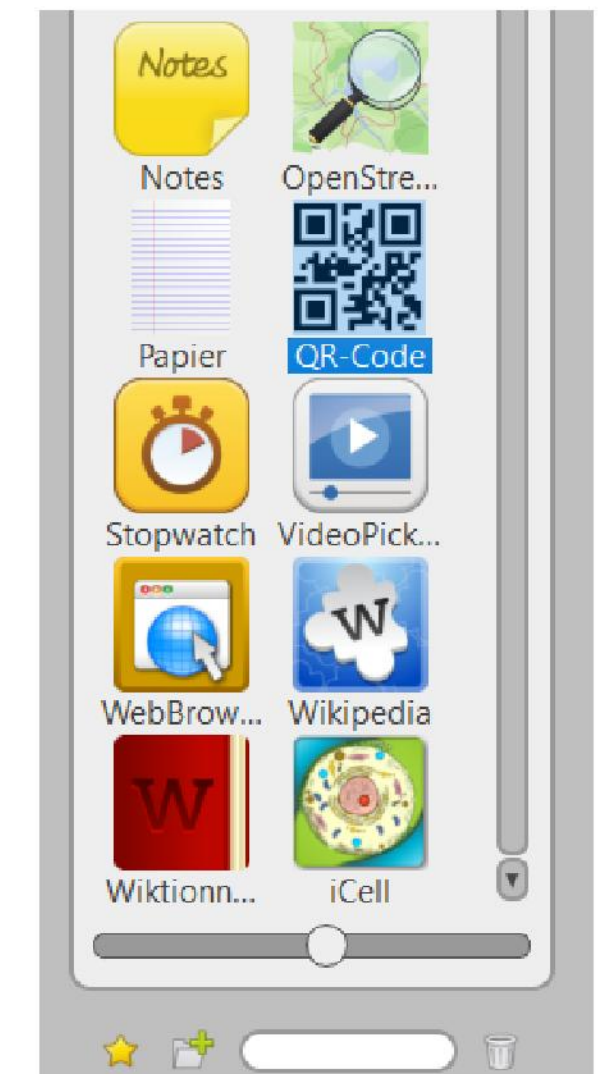 Notes
Notes OpenStre...
Papier QR-Code
Stopwatch VideoPick...
W
WebBrow... Wikipedia
W
Wiktionn... iCell